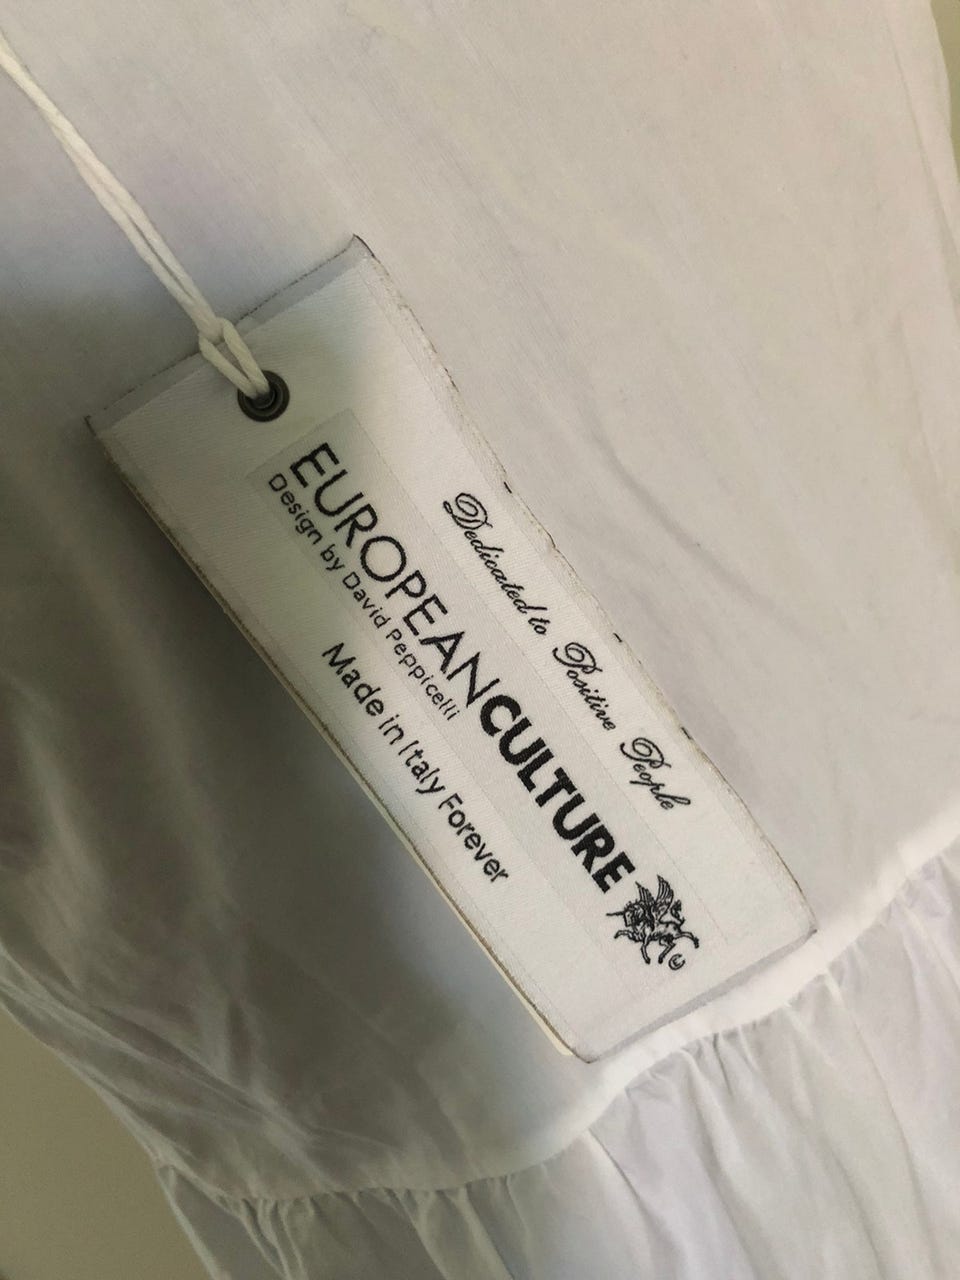 Dedicated to Positive People
EUROPEANCULTURE
Design by David Peppicelli
Made in Italy Forever
©